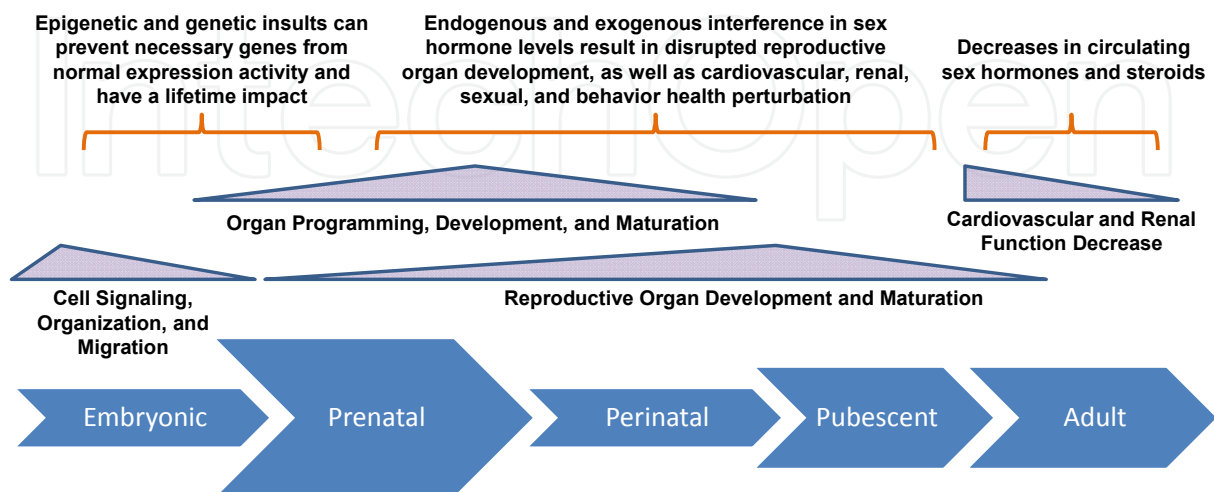 Epigenetic and genetic insults can
prevent necessary genes from
normal expression activity and
have a lifetime impact
Endogenous and exogenous interference in sex
hormone levels result in disrupted reproductive
organ development, as well as cardiovascular, renal,
sexual, and behavior health perturbation
Decreases in circulating
sex hormones and steroids
IntechOpen
Organ Programming, Development, and Maturation
Cardiovascular and Renal
Function Decrease
Cell Signaling,
Organization, and
Migration
Reproductive Organ Development and Maturation
Embryonic
Prenatal
Perinatal
Pubescent
Adult